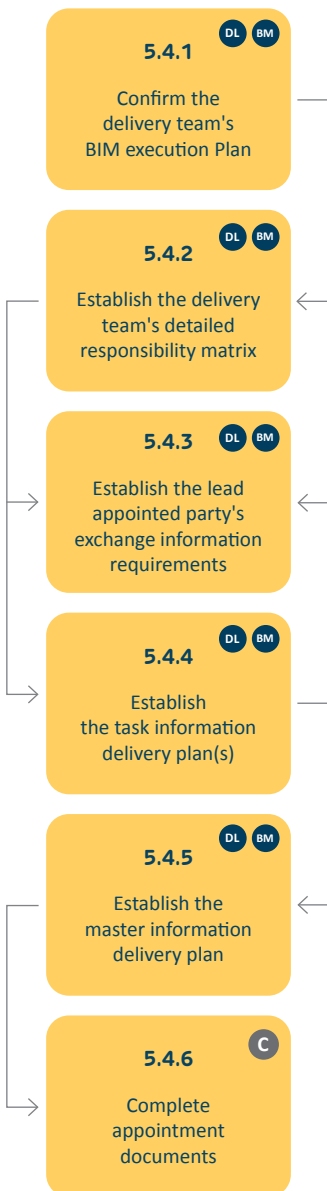 DL BM
5.4.1
Confirm the
delivery team's
BIM execution Plan
DL BM
5.4.2
Establish the delivery
team's detailed
responsibility matrix
DL BM
5.4.3
Establish the lead
appointed party's
exchange information
requirements
DL BM
5.4.4
Establish
the task information
delivery plan(s)
DL BM
5.4.5
Establish the
master information
delivery plan
C
5.4.6
Complete
appointment
documents